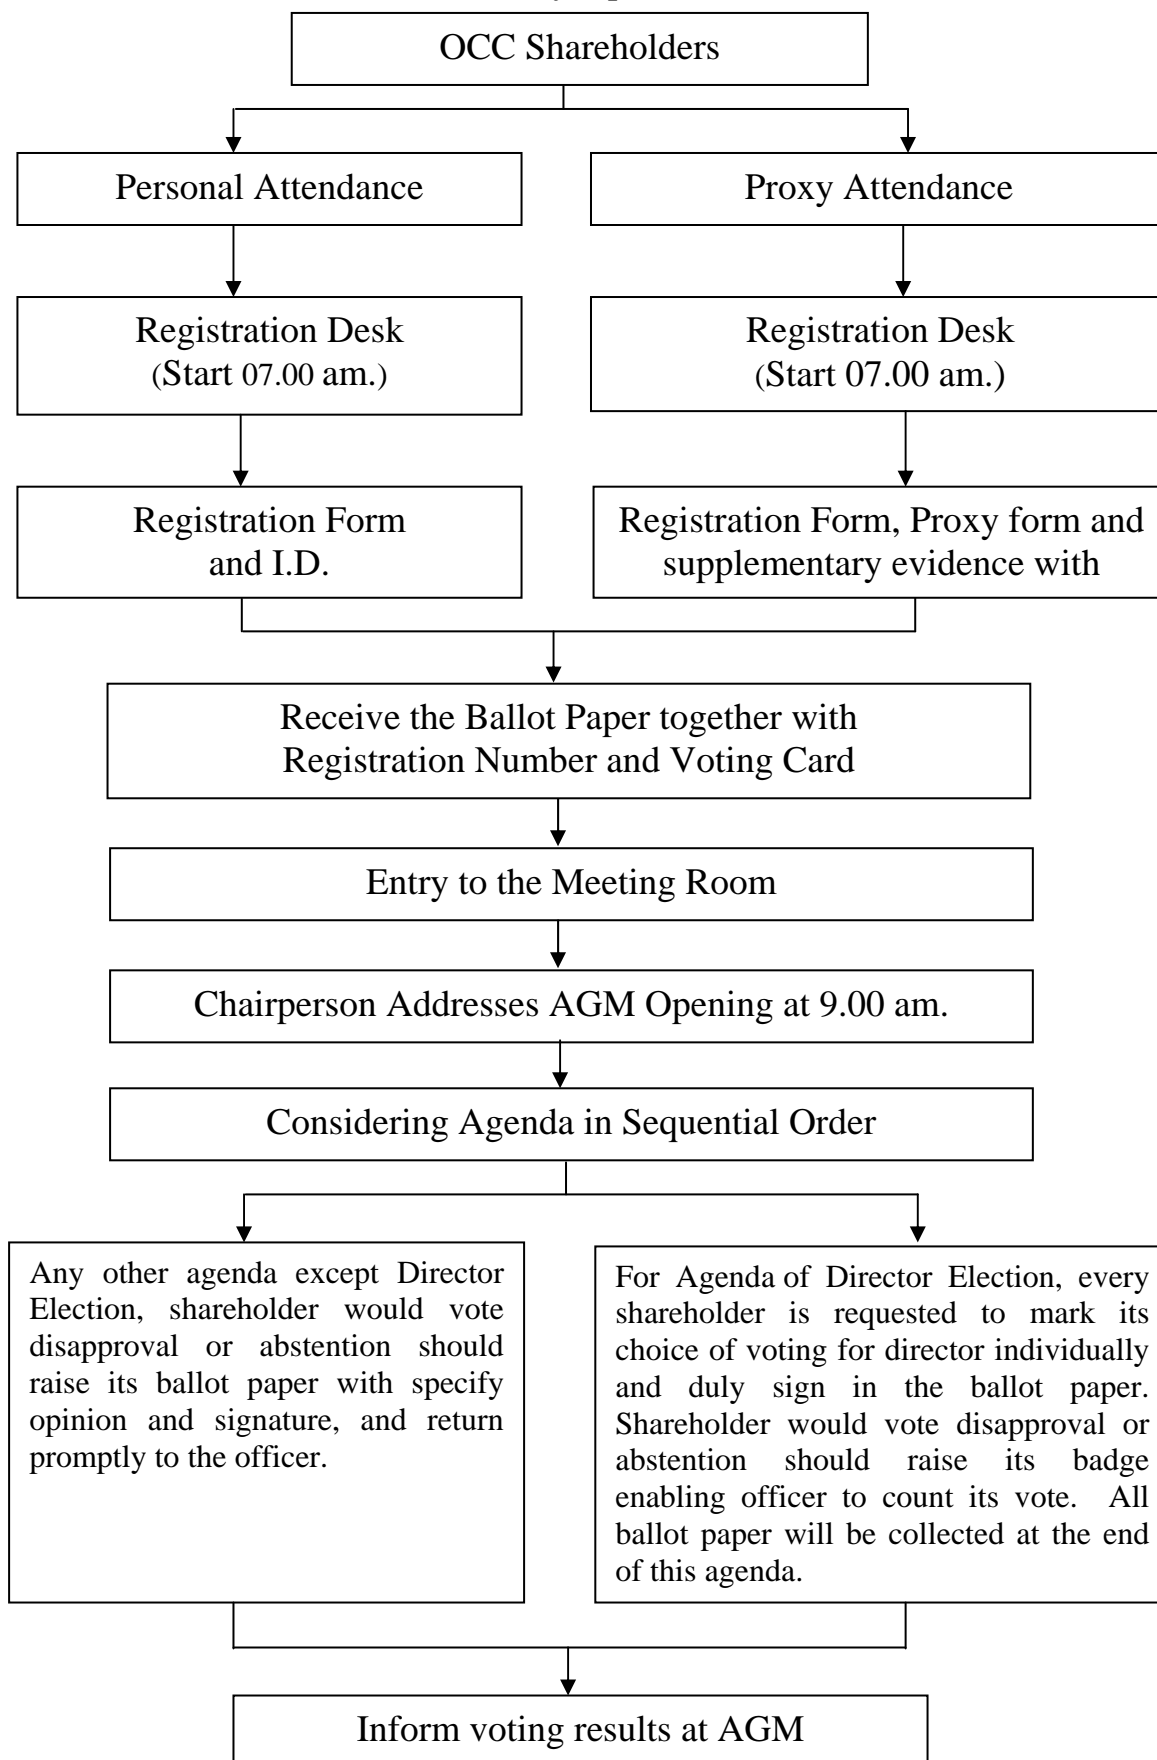 OCC Shareholders
Personal Attendance
Proxy Attendance
Registration Desk
(Start 07.00 am.)
Registration Desk
(Start 07.00 am.)
Registration Form
and I.D.
Registration Form, Proxy form and
supplementary evidence with
Receive the Ballot Paper together with
Registration Number and Voting Card
Entry to the Meeting Room
Chairperson Addresses AGM Opening at 9.00 am.
Considering Agenda in Sequential Order
Any other agenda except Director
Election, shareholder would vote
disapproval or abstention should
raise its ballot paper with specify
opinion and signature, and return
promptly to the officer.
For Agenda of Director Election, every
shareholder is requested to mark its
choice of voting for director individually
and duly sign in the ballot paper.
Shareholder would vote disapproval or
abstention should raise its badge
enabling officer to count its vote. All
ballot paper will be collected at the end
of this agenda.
Inform voting results at AGM